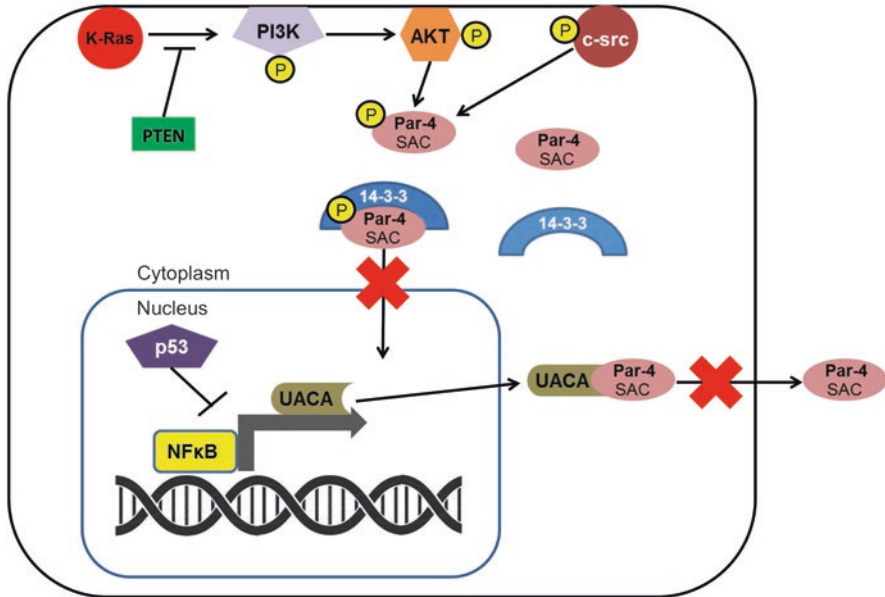 K-Ras
PI3K
P
AKT
P
P
c-src
PTEN
P
Par-4
SAC
Par-4
SAC
14-3-3
P
Par-4
SAC
14-3-3
Cytoplasm
Nucleus
p53
UACA
NFκB
UACA
Par-4
SAC
Par-4
SAC